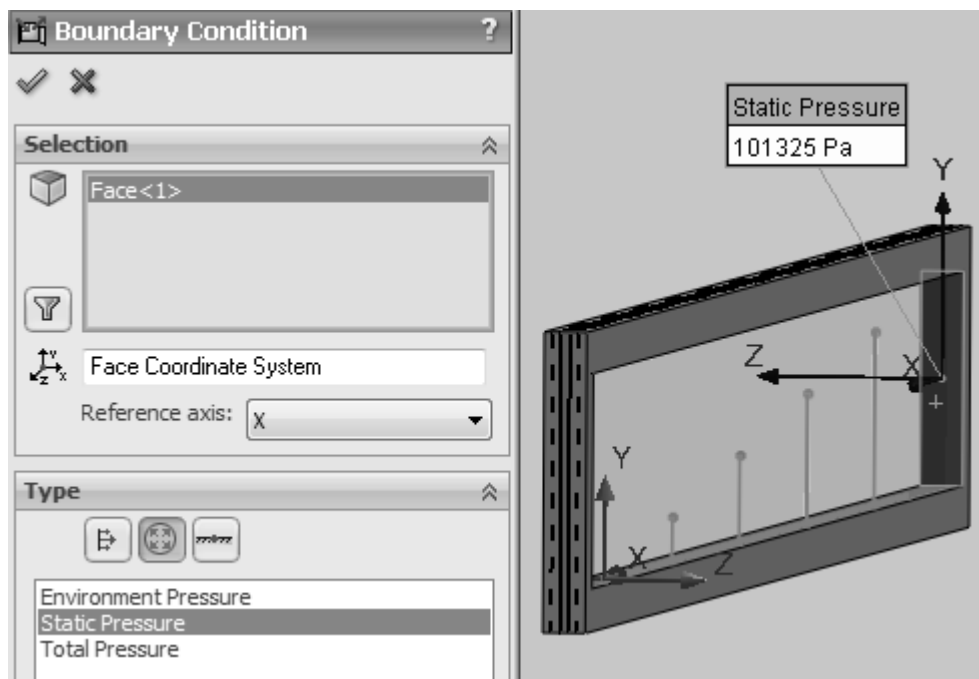 Boundary Condition ?
Selection
Face<1>
Face Coordinate System
Reference axis: X
Type
Environment Pressure
Static Pressure
Total Pressure
Static Pressure
101325 Pa
Y
Z X
Y
X Z